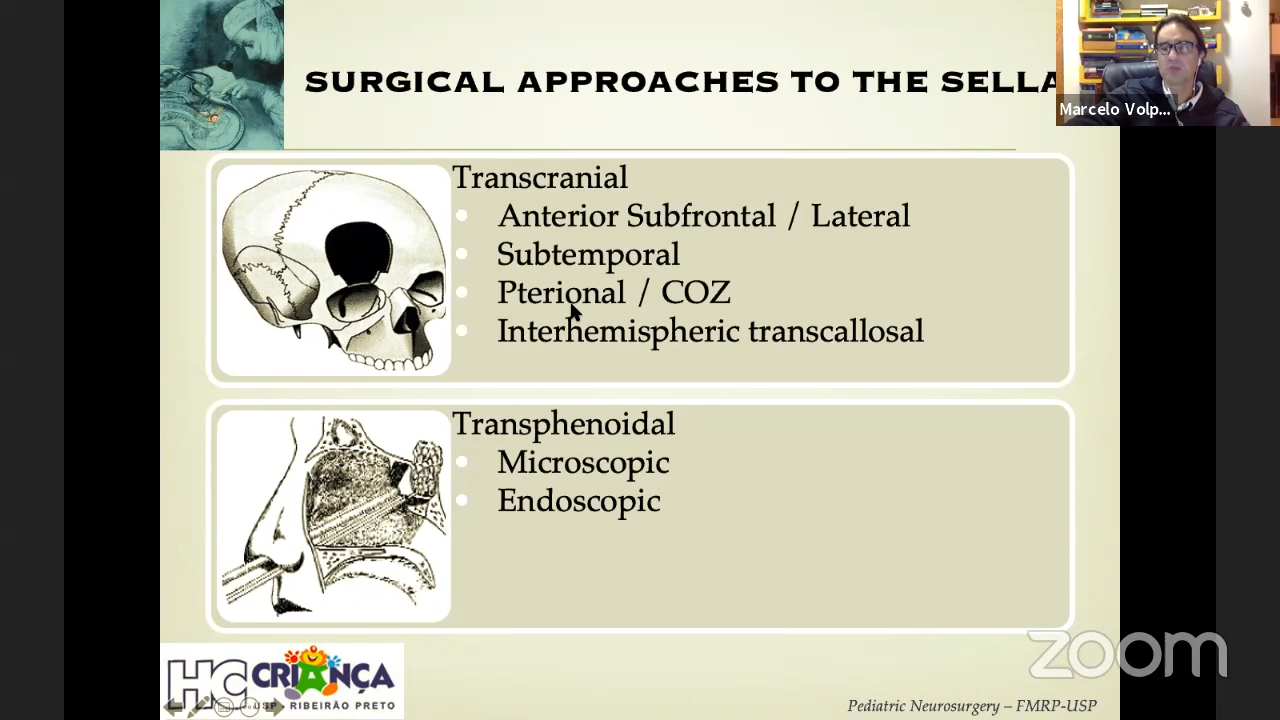 SURGICAL APPROACHES TO THE SELLA
Marcelo Volp...
Transcranial
Anterior Subfrontal / Lateral
Subtemporal
Pterional / COZ
Interhemispheric transcallosal
Transphenoidal
Microscopic
Endoscopic
HC CRIANÇA
USP RIBEIRÃO PRETO
Pediatric Neurosurgery – FMRP-USP
zoom